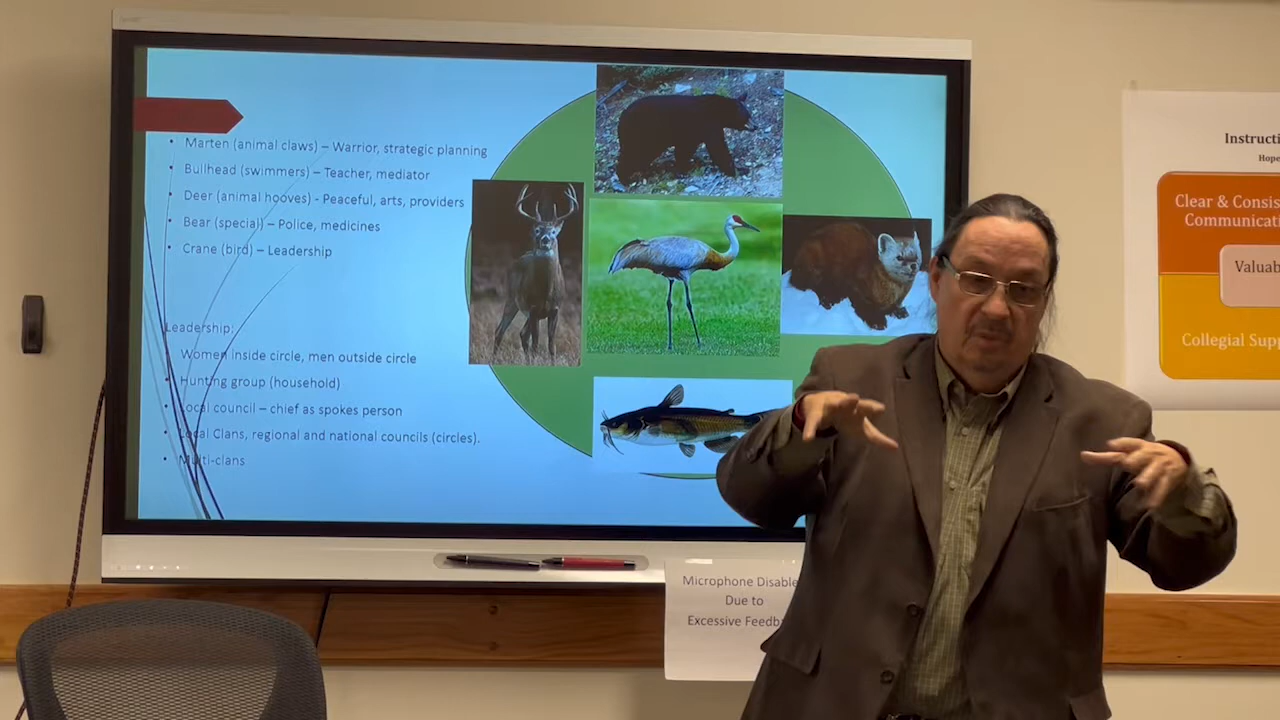 • Marten (animal claws) – Warrior, strategic planning
• Bullhead (swimmers) – Teacher, mediator
• Deer (animal hooves) - Peaceful, arts, providers
• Bear (special) – Police, medicines
• Crane (bird) – Leadership
Leadership:
• Women inside circle, men outside circle
• Hunting group (household)
• Local council – chief as spokes person
• Local Clans, regional and national councils (circles).
• Multi-clans
Microphone Disable
Due to
Excessive Feedba
Instructi
Hope
Clear & Consis
Communicati
Valuab
Collegial Supp